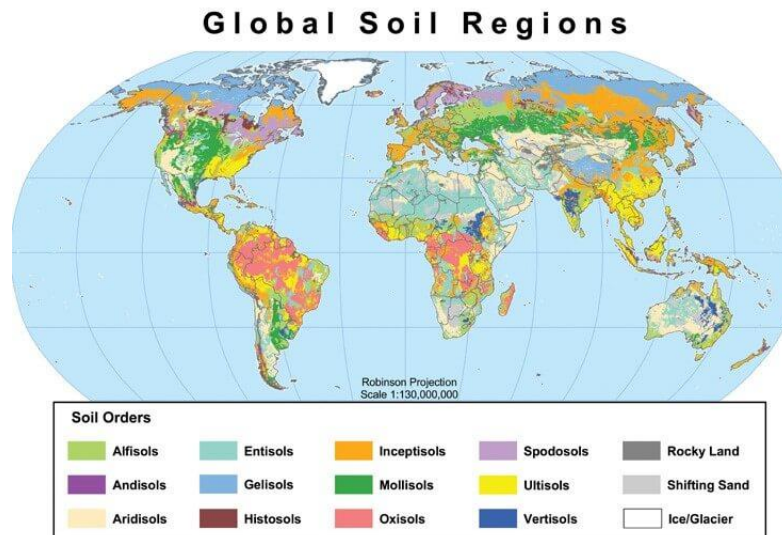 Global Soil Regions
Robinson Projection
Scale 1:130,000,000
Soil Orders
Alfisols Entisols Inceptisols Spodosols Rocky Land
Andisols Gelisols Mollisols Ultisols Shifting Sand
Aridisols Histosols Oxisols Vertisols Ice/Glacier